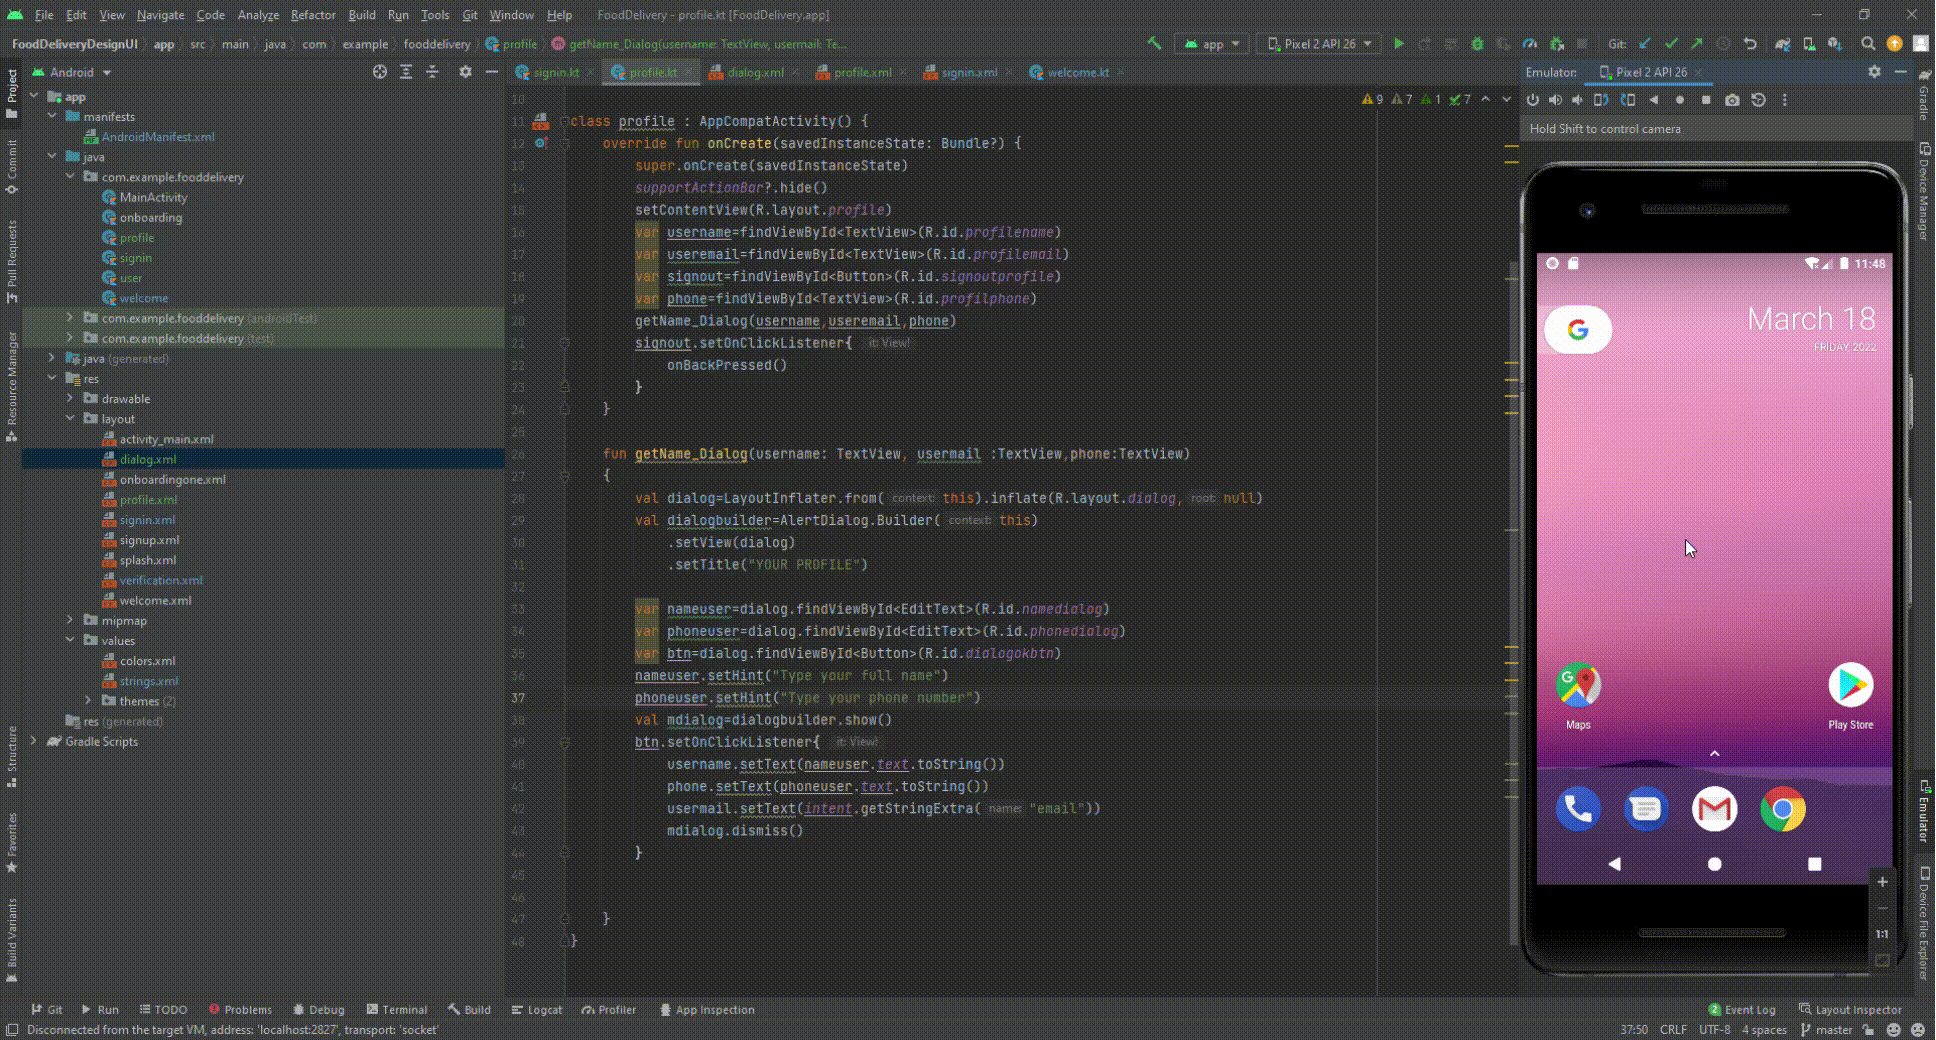 File Edit View Navigate Code Analyze Refactor Build Run Tools Git Window Help FoodDelivery - profile.kt [FoodDelivery.app]
FoodDeliveryDesignUI app src main java com example fooddelivery profile getName_Dialog(username: TextView, usermail: Te... app Pixel 2 API 26 Git:
Android signin.kt profile.kt dialog.xml profile.xml signin.xml welcome.kt Emulator: Pixel 2 API 26
9 7 1 7
Hold Shift to control camera
Project
Commit
Pull Requests
Resource Manager
Structure
Favorites
Build Variants
app
manifests
AndroidManifest.xml
java
com.example.fooddelivery
MainActivity
onboarding
profile
signin
user
welcome
com.example.fooddelivery (androidTest)
com.example.fooddelivery (test)
java (generated)
res
drawable
layout
activity_main.xml
dialog.xml
onboardingone.xml
profile.xml
signin.xml
signup.xml
splash.xml
verification.xml
welcome.xml
mipmap
values
colors.xml
strings.xml
themes (2)
res (generated)
Gradle Scripts
10
11 class profile : AppCompatActivity() {
12 override fun onCreate(savedInstanceState: Bundle?) {
13 super.onCreate(savedInstanceState)
14 supportActionBar?.hide()
15 setContentView(R.layout.profile)
16 var username=findViewById<TextView>(R.id.profilename)
17 var useremail=findViewById<TextView>(R.id.profilemail)
18 var signout=findViewById<Button>(R.id.signoutprofile)
19 var phone=findViewById<TextView>(R.id.profilphone)
20 getName_Dialog(username,useremail,phone)
21 signout.setOnClickListener{ it: View!
22 onBackPressed()
23 }
24 }
25
26 fun getName_Dialog(username: TextView, usermail :TextView,phone:TextView)
27 {
28 val dialog=LayoutInflater.from( context: this).inflate(R.layout.dialog, root: null)
29 val dialogbuilder=AlertDialog.Builder( context: this)
30 .setView(dialog)
31 .setTitle("YOUR PROFILE")
32
33 var nameuser=dialog.findViewById<EditText>(R.id.namedialog)
34 var phoneuser=dialog.findViewById<EditText>(R.id.phonedialog)
35 var btn=dialog.findViewById<Button>(R.id.dialogokbtn)
36 nameuser.setHint("Type your full name")
37 phoneuser.setHint("Type your phone number")
38 val mdialog=dialogbuilder.show()
39 btn.setOnClickListener{ it: View!
40 username.setText(nameuser.text.toString())
41 phone.setText(phoneuser.text.toString())
42 usermail.setText(intent.getStringExtra( name: "email"))
43 mdialog.dismiss()
44 }
45
46
47 }
48 }
11:48
G
March 18
FRIDAY, 2022
Maps
Play Store
1:1
Gradle
Device Manager
Emulator
Device File Explorer
Git Run TODO Problems Debug Terminal Build Logcat Profiler App Inspection 2 Event Log Layout Inspector
Disconnected from the target VM, address: 'localhost:2827', transport: 'socket' 37:50 CRLF UTF-8 4 spaces master